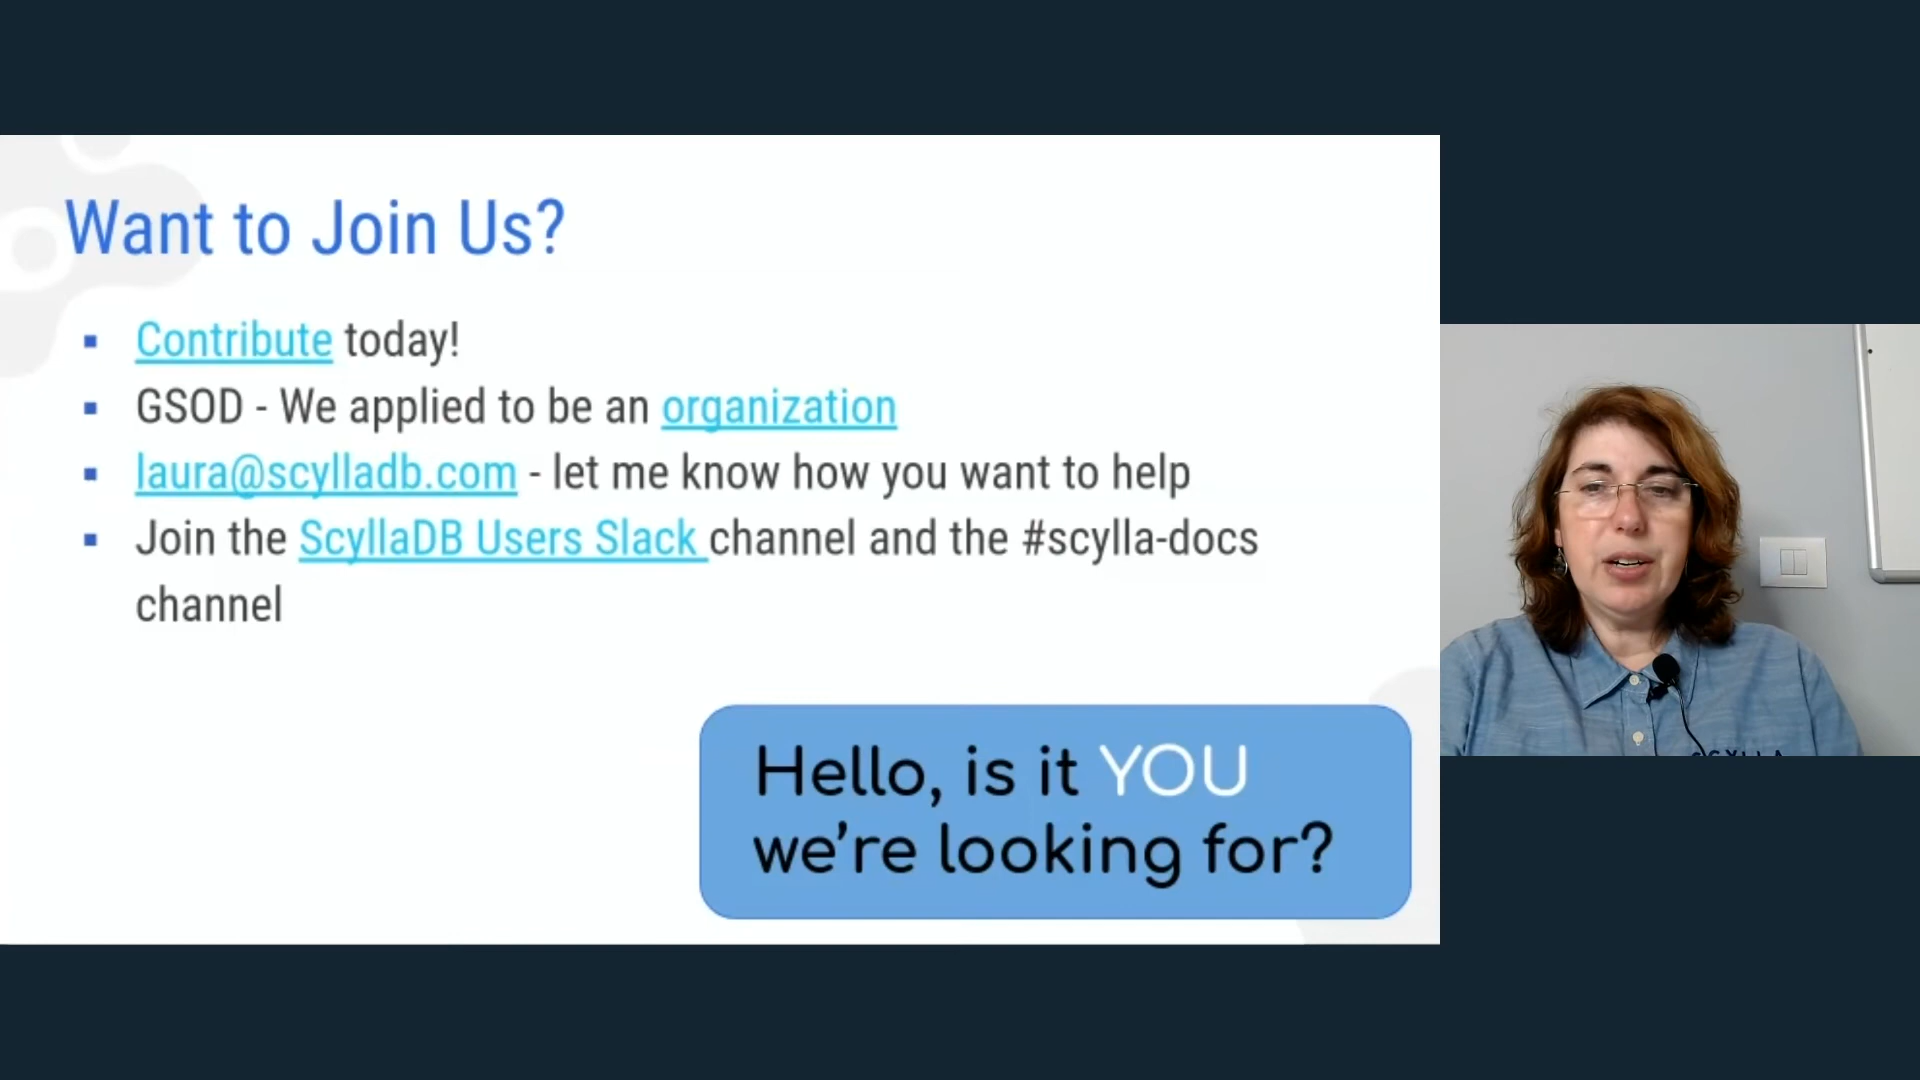 Want to Join Us?
Contribute today!
GSOD - We applied to be an organization
laura@scylladb.com - let me know how you want to help
Join the ScyllaDB Users Slack channel and the #scylla-docs
channel
Hello, is it YOU
we're looking for?
SCYLLA